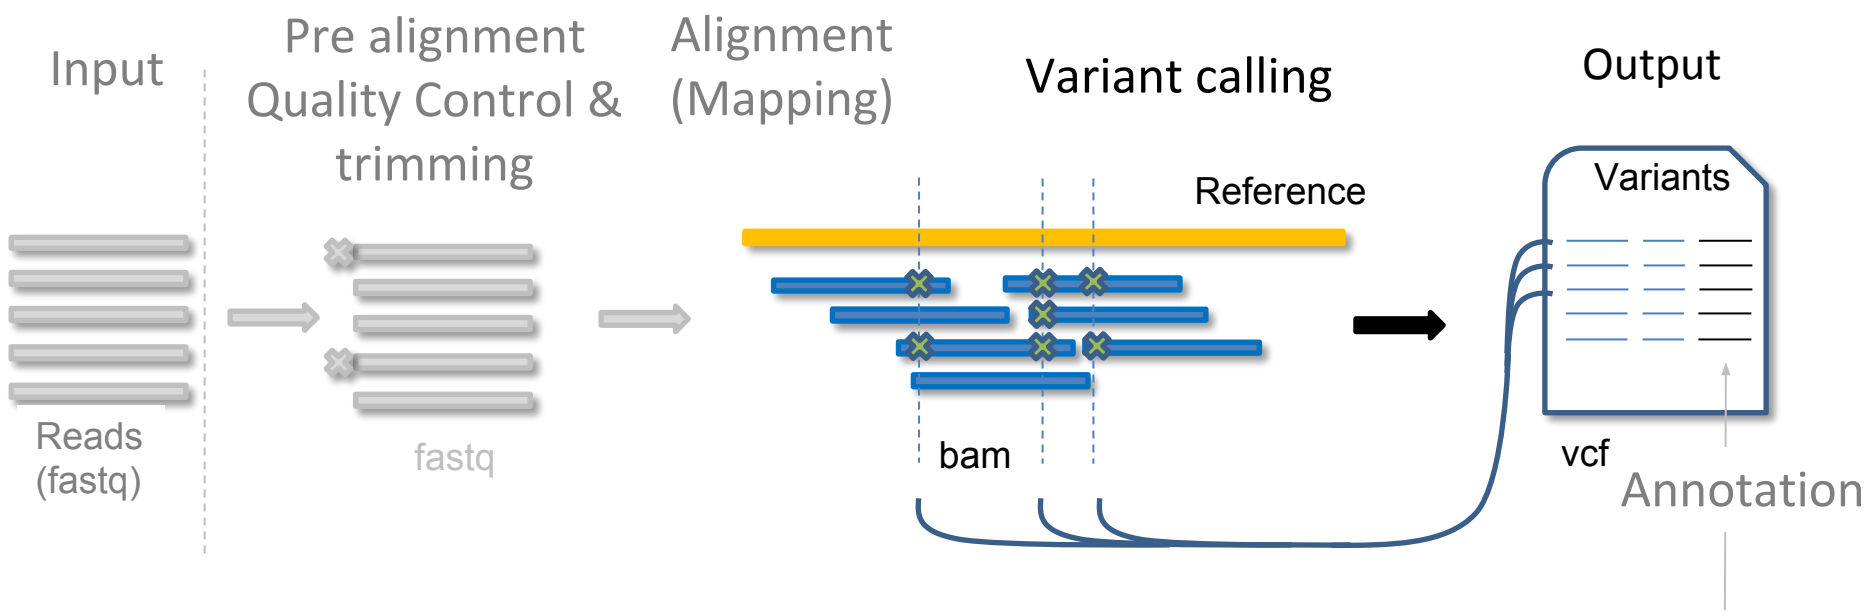 Input
Pre alignment
Quality Control &
trimming
Alignment
(Mapping)
Variant calling
Output
Reference
Variants
Reads
(fastq)
fastq
bam
vcf
Annotation